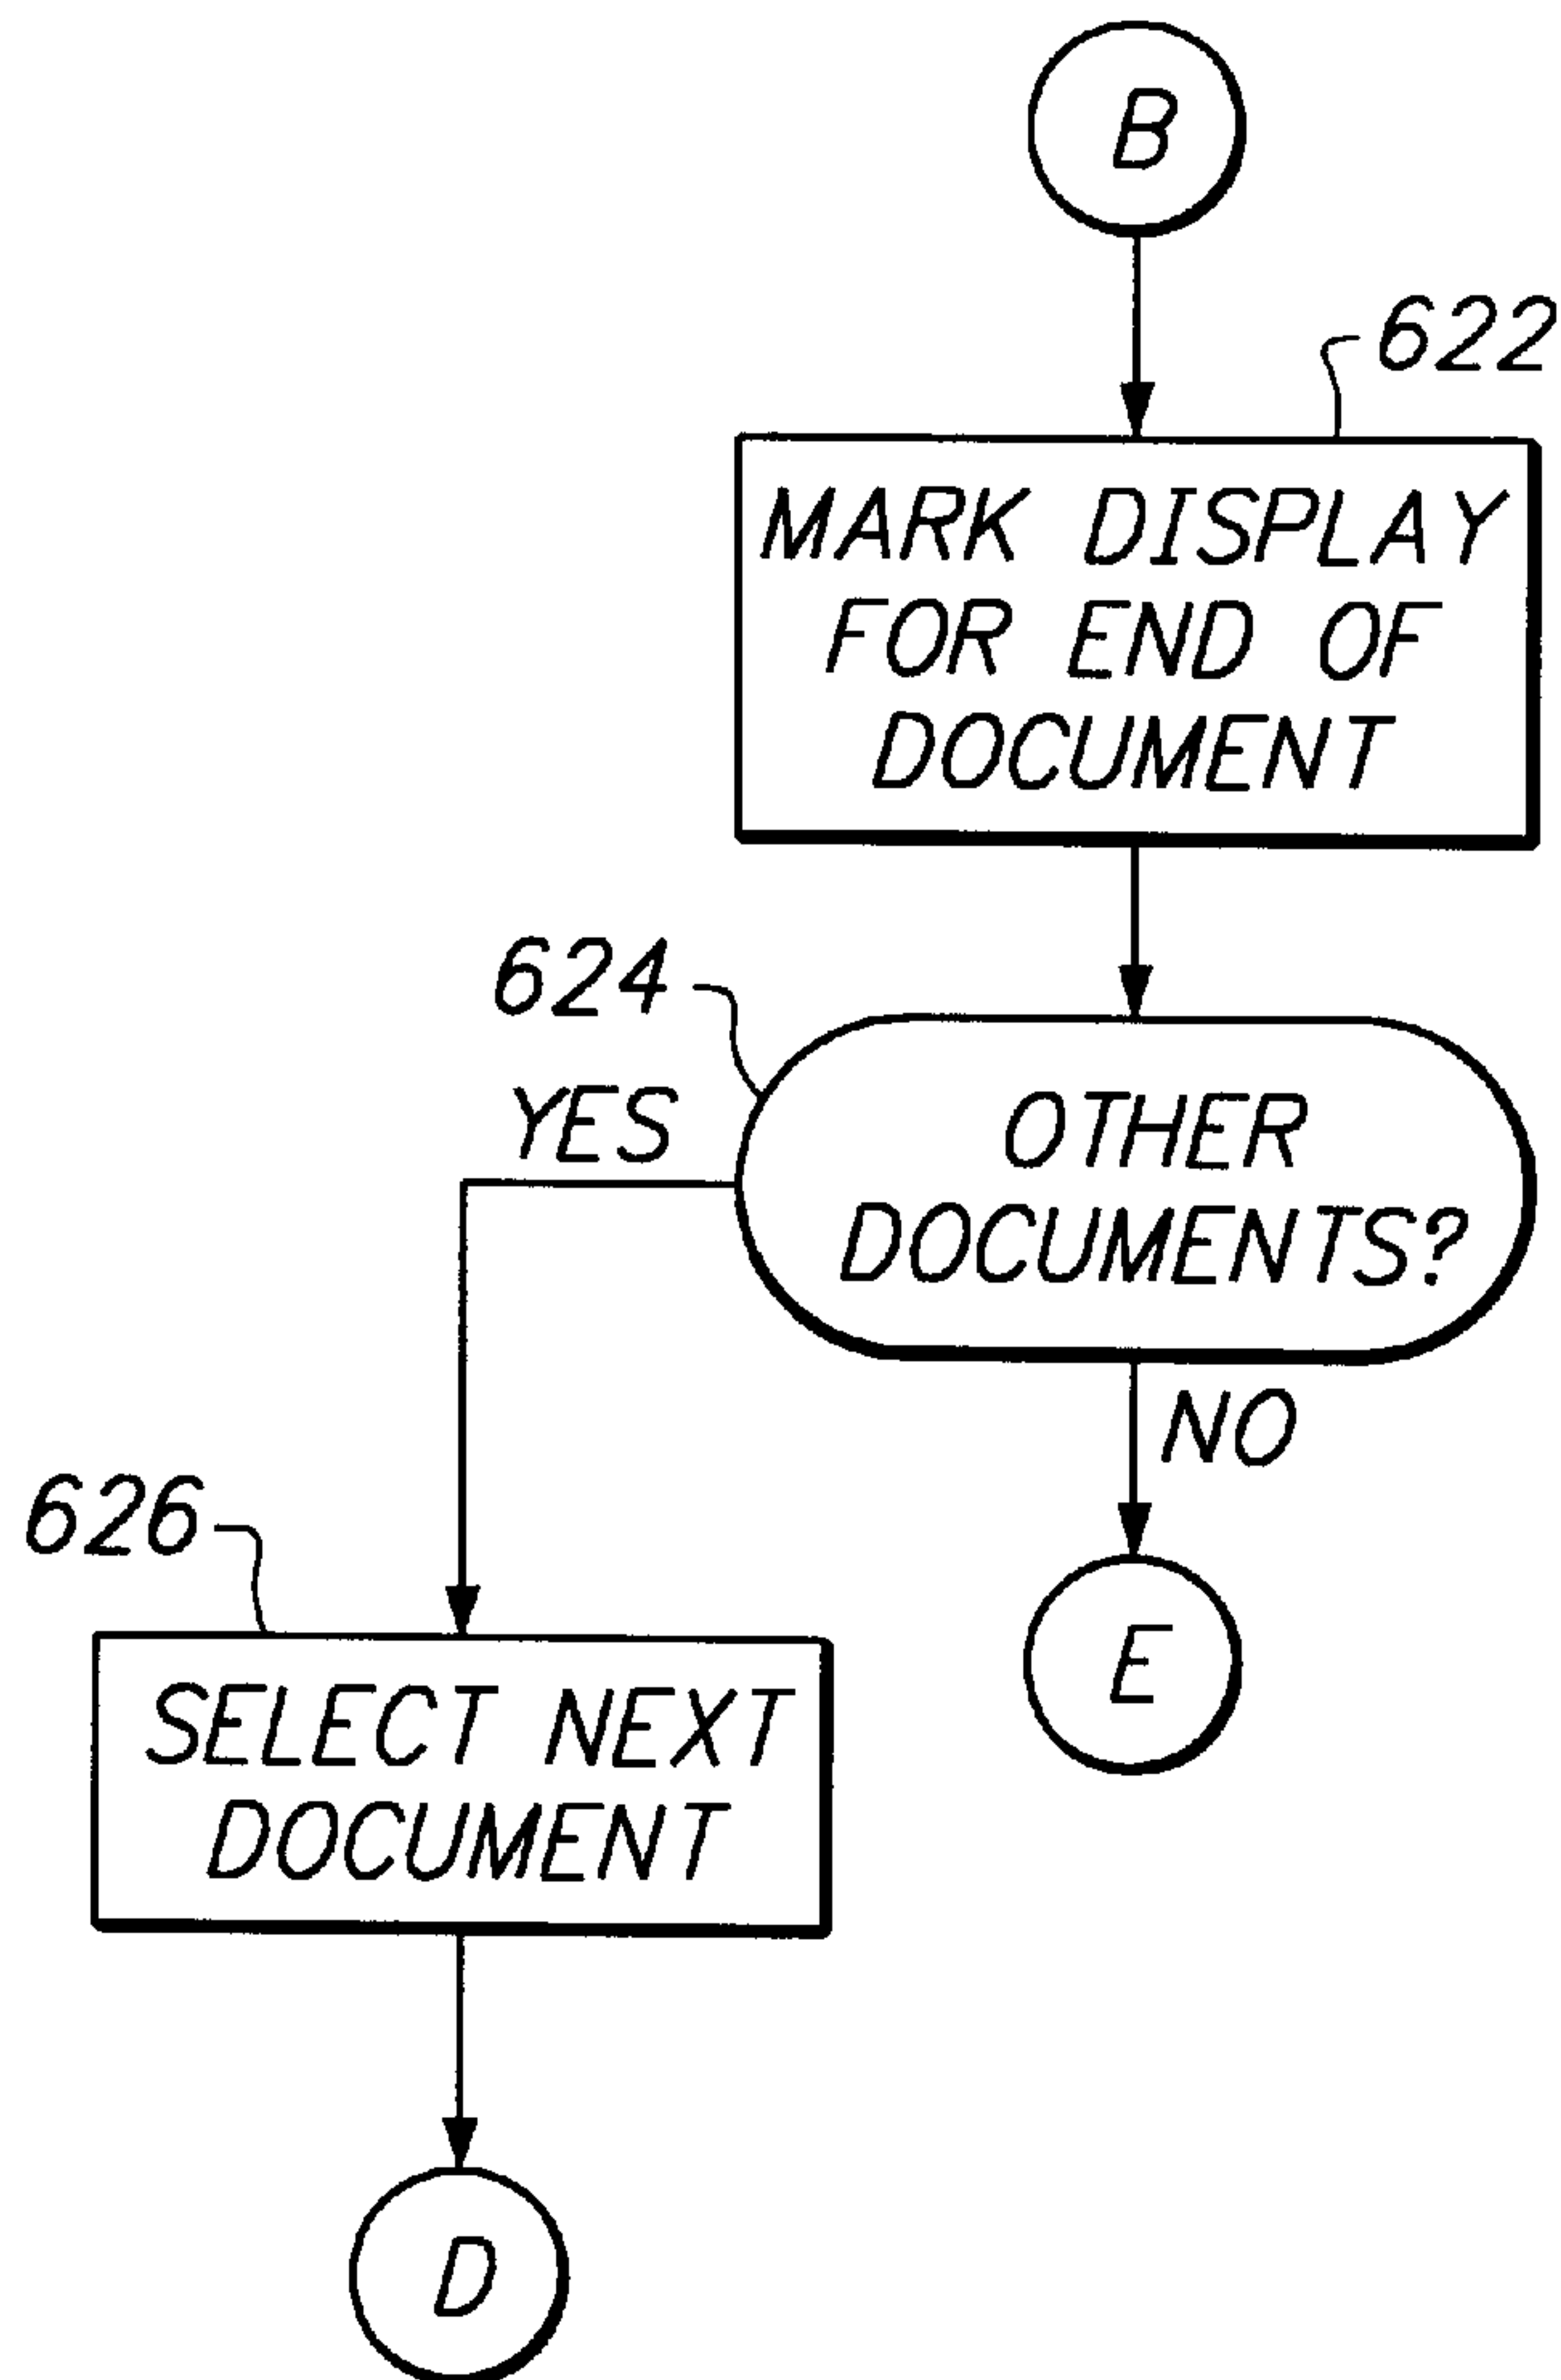 B
622
MARK DISPLAY
FOR END OF
DOCUMENT
624
YES
OTHER
DOCUMENTS?
NO
626
E
SELECT NEXT
DOCUMENT
D